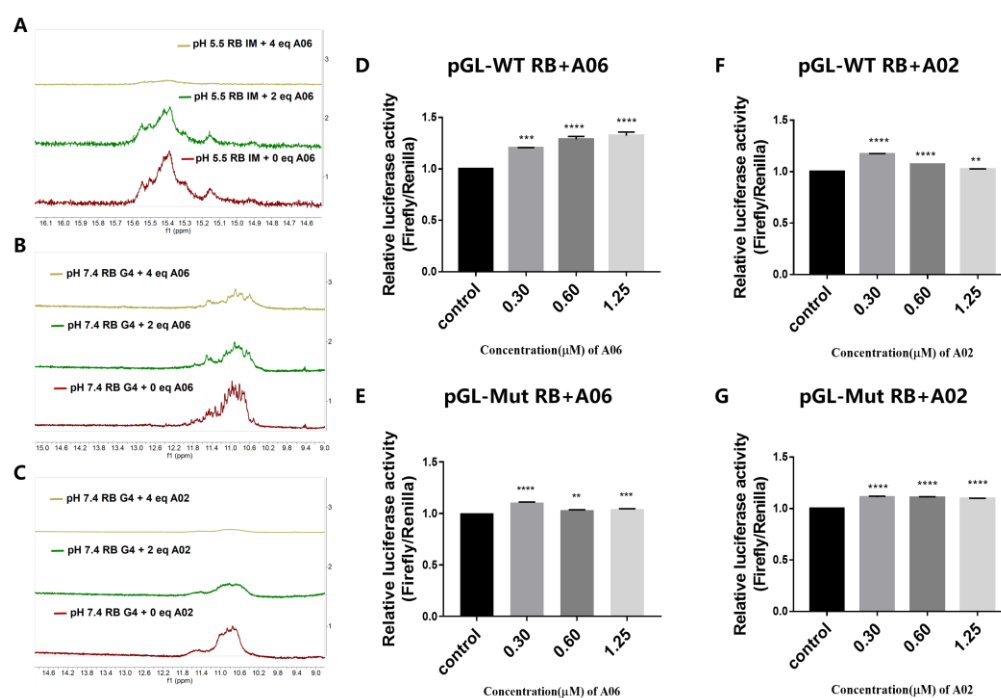 A
pH 5.5 RB IM + 4 eq A06
pH 5.5 RB IM + 2 eq A06
pH 5.5 RB IM + 0 eq A06
3
2
1
16.1 16.0 15.9 15.8 15.7 15.6 15.5 15.4 15.3 15.2 15.1 15.0 14.9 14.8 14.7 14.6
f1 (ppm)
B
pH 7.4 RB G4 + 4 eq A06
pH 7.4 RB G4 + 2 eq A06
pH 7.4 RB G4 + 0 eq A06
3
2
1
15.0 14.6 14.2 13.8 13.4 13.0 12.6 12.2 11.8 11.4 11.0 10.6 10.2 9.8 9.4 9.0
f1 (ppm)
C
pH 7.4 RB G4 + 4 eq A02
pH 7.4 RB G4 + 2 eq A02
pH 7.4 RB G4 + 0 eq A02
3
2
1
14.6 14.2 13.8 13.4 13.0 12.6 12.2 11.8 11.4 11.0 10.6 10.2 9.8 9.4 9.0
f1 (ppm)
D
pGL-WT RB+A06
Relative luciferase activity
(Firefly/Renilla)
2.0
1.5
1.0
0.5
0.0
***
****
****
control
0.30
0.60
1.25
Concentration(μM) of A06
E
pGL-Mut RB+A06
Relative luciferase activity
(Firefly/Renilla)
1.5
1.0
0.5
0.0
****
**
***
control
0.30
0.60
1.25
Concentration(μM) of A06
F
pGL-WT RB+A02
Relative luciferase activity
(Firefly/Renilla)
1.5
1.0
0.5
0.0
****
****
**
control
0.30
0.60
1.25
Concentration(μM) of A02
G
pGL-Mut RB+A02
Relative luciferase activity
(Firefly/Renilla)
1.5
1.0
0.5
0.0
****
****
****
control
0.30
0.60
1.25
Concentration(μM) of A02